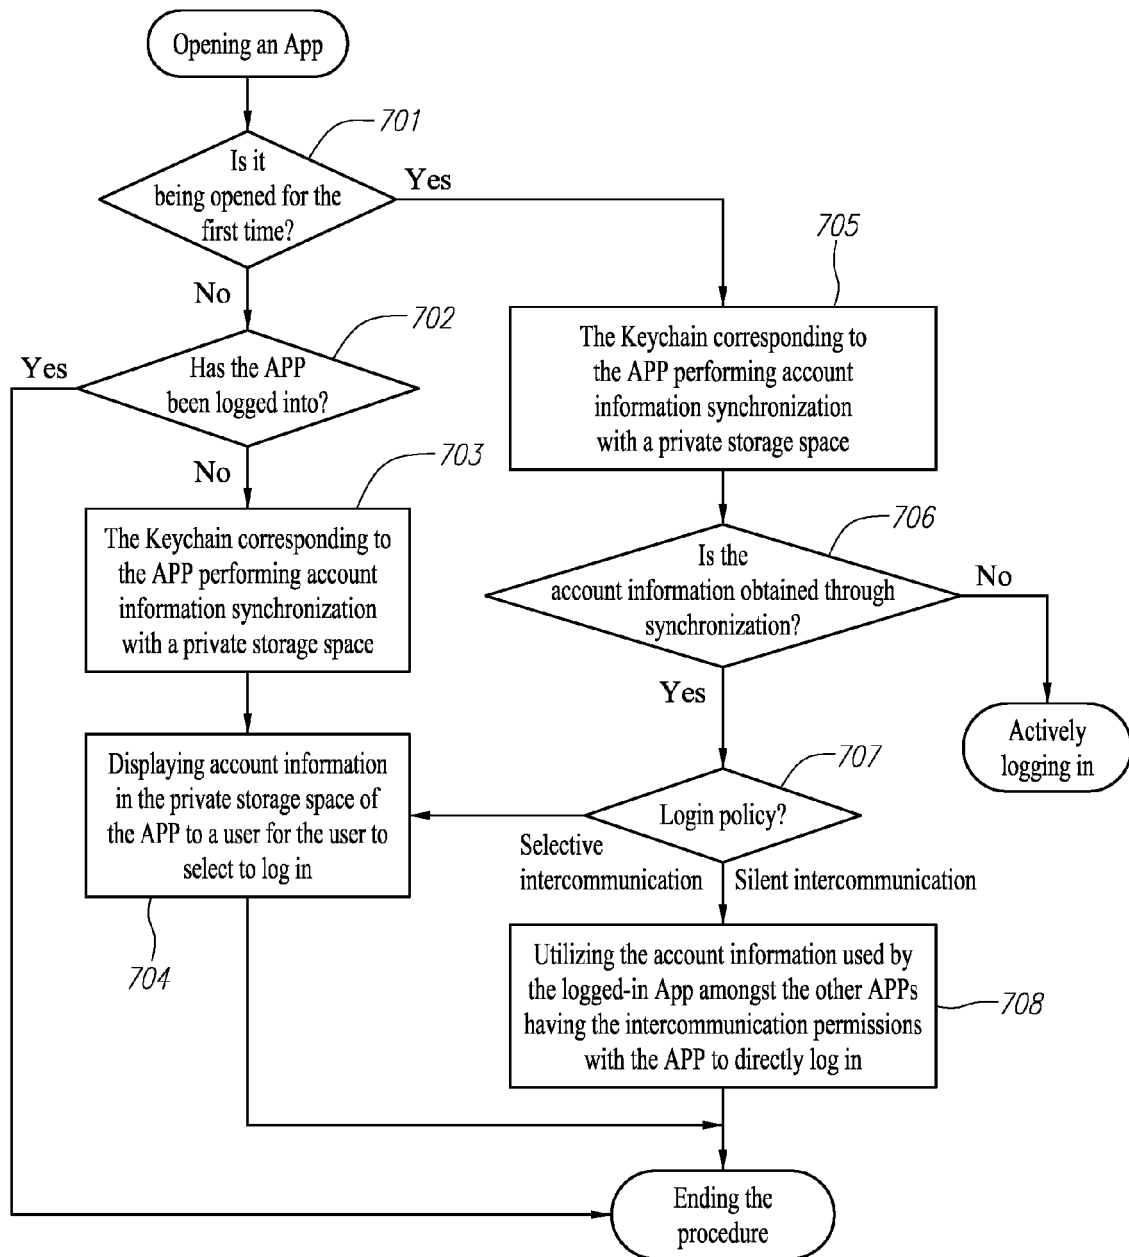 Opening an App
701
Is it
being opened for the
first time?
Yes
No
702
Yes
Has the APP
been logged into?
No
703
The Keychain corresponding to
the APP performing account
information synchronization
with a private storage space
Displaying account information
in the private storage space of
the APP to a user for the user to
select to log in
704
705
The Keychain corresponding to
the APP performing account
information synchronization
with a private storage space
706
Is the
account information obtained through
synchronization?
No
Yes
Actively
logging in
707
Login policy?
Selective
intercommunication
Silent intercommunication
Utilizing the account information used by
the logged-in App amongst the other APPs
having the intercommunication permissions
with the APP to directly log in
708
Ending the
procedure